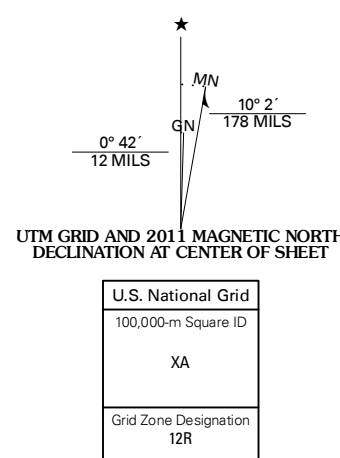 ★
MN
GN
10° 2´
178 MILS
0° 42´
12 MILS
UTM GRID AND 2011 MAGNETIC NORTH
DECLINATION AT CENTER OF SHEET
U.S. National Grid
100,000-m Square ID
XA
Grid Zone Designation
12R